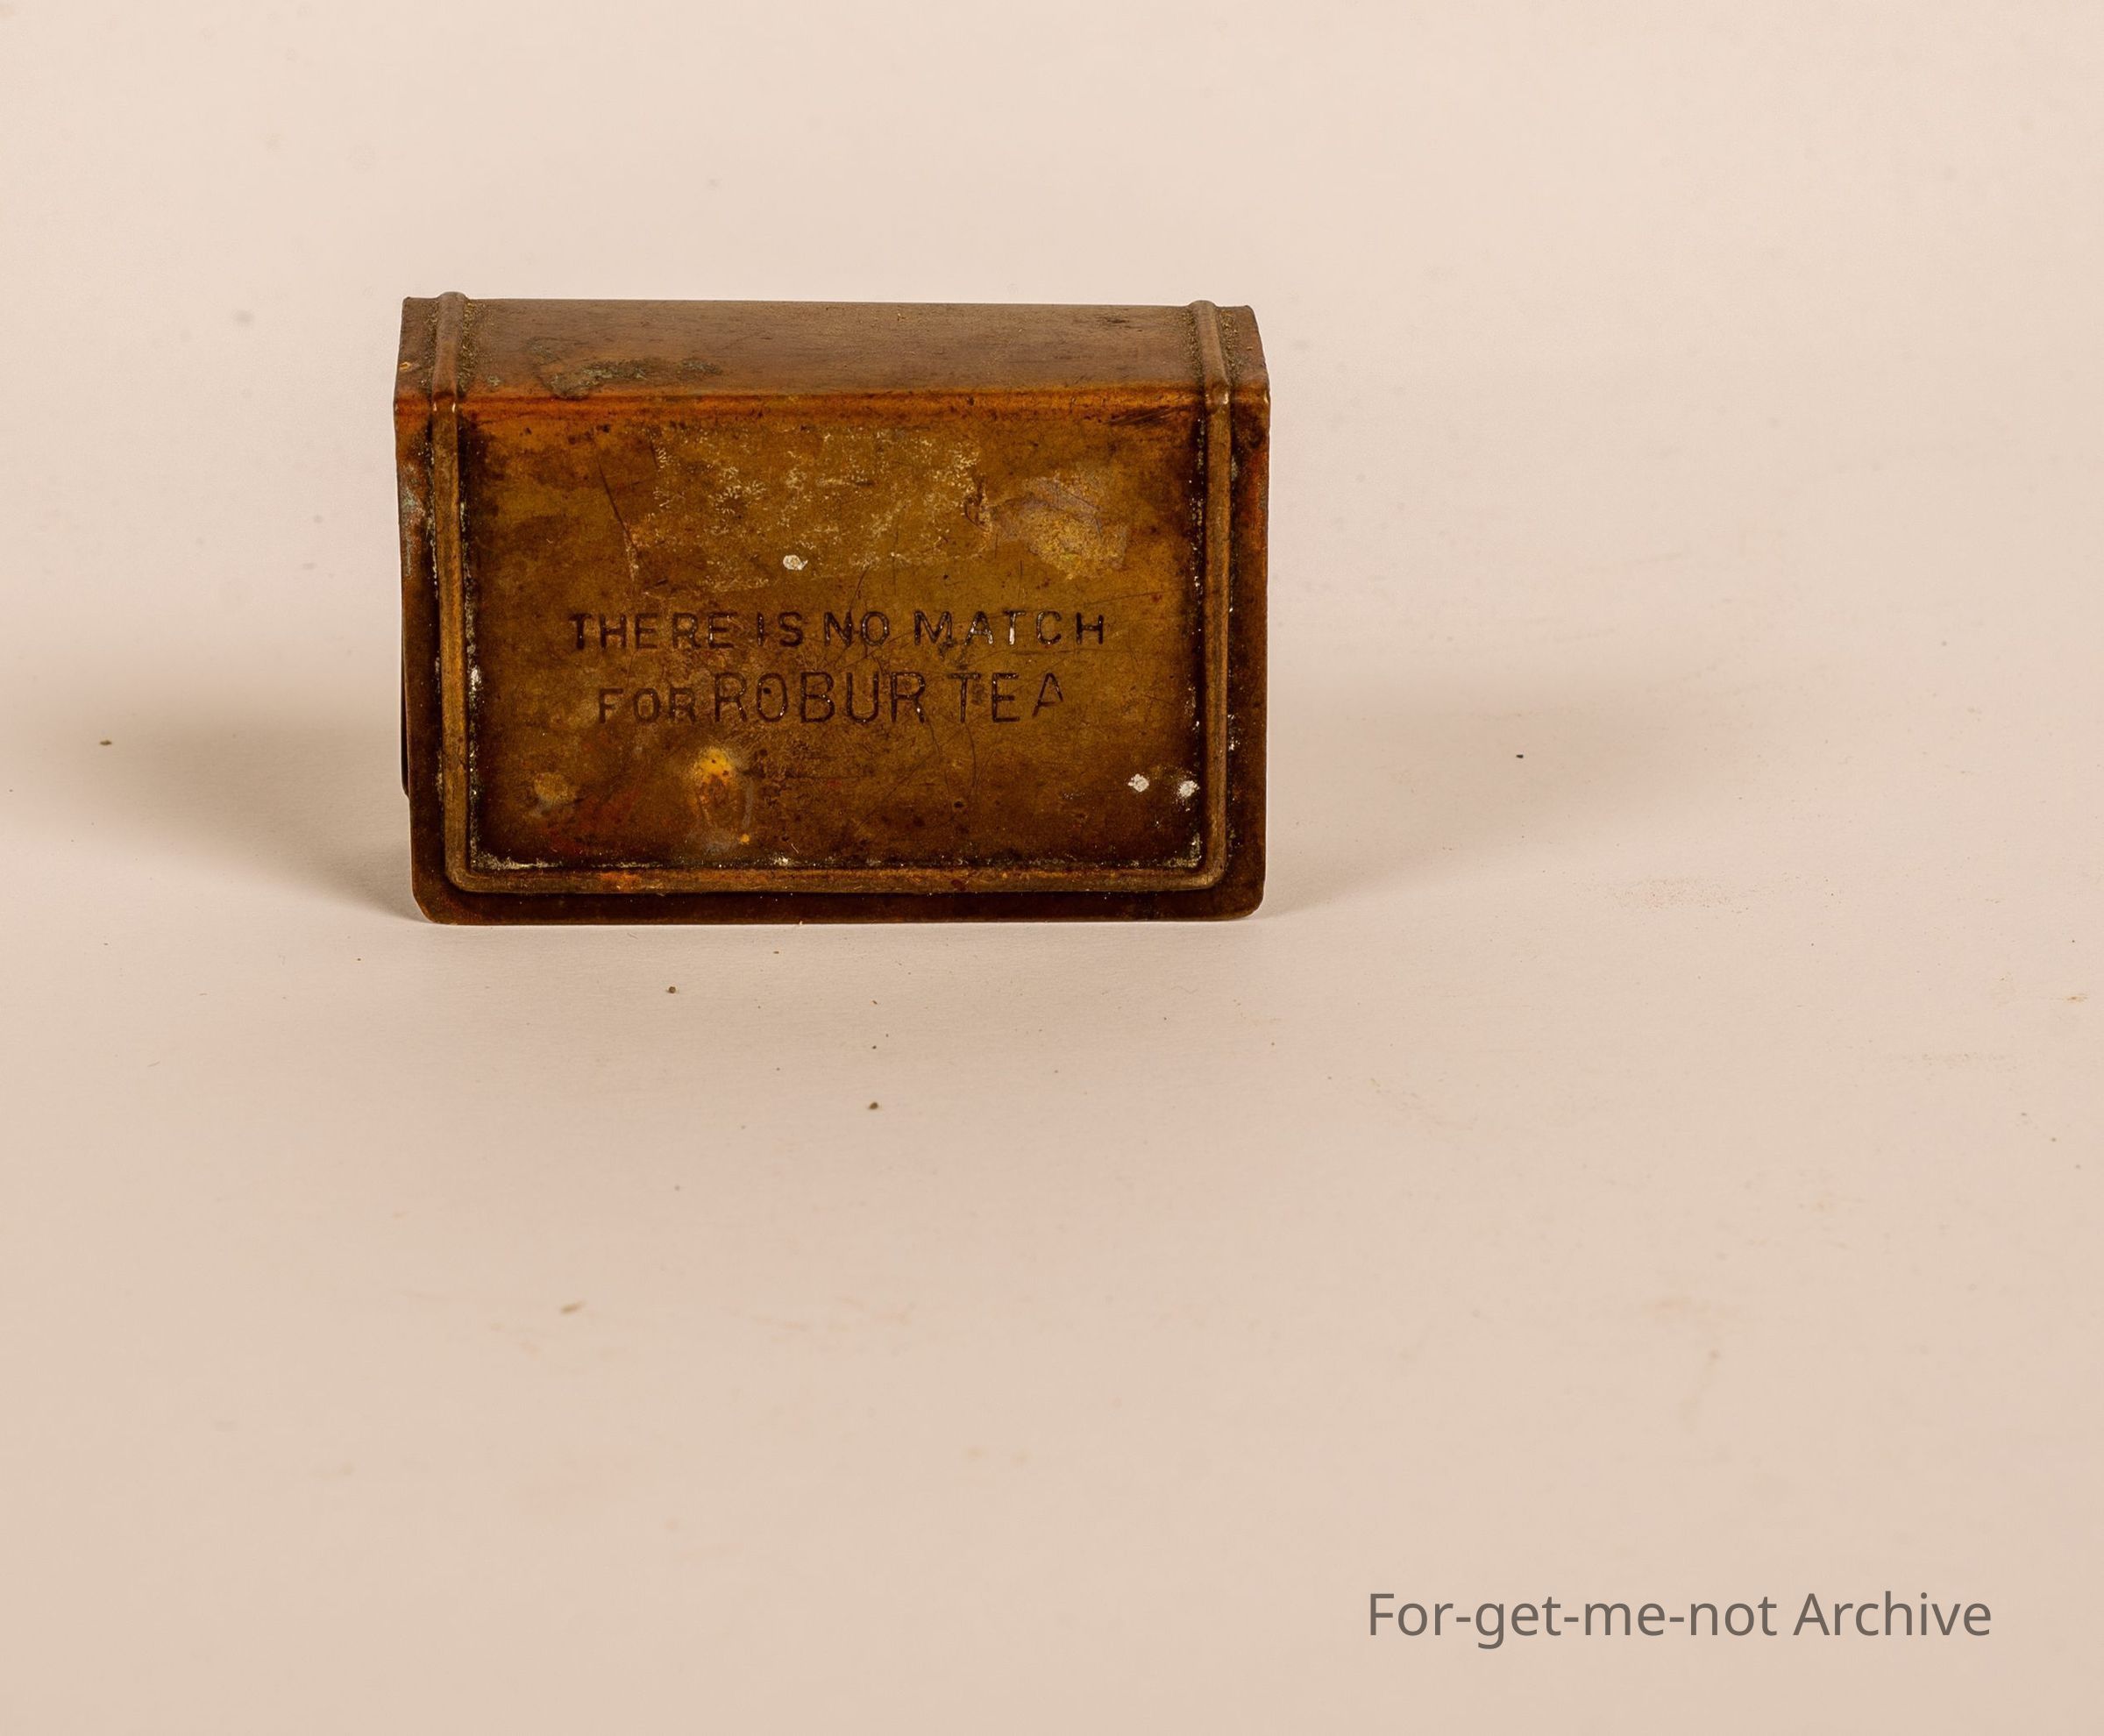 THERE IS NO MATCH
FOR ROBUR TEA
For-get-me-not Archive